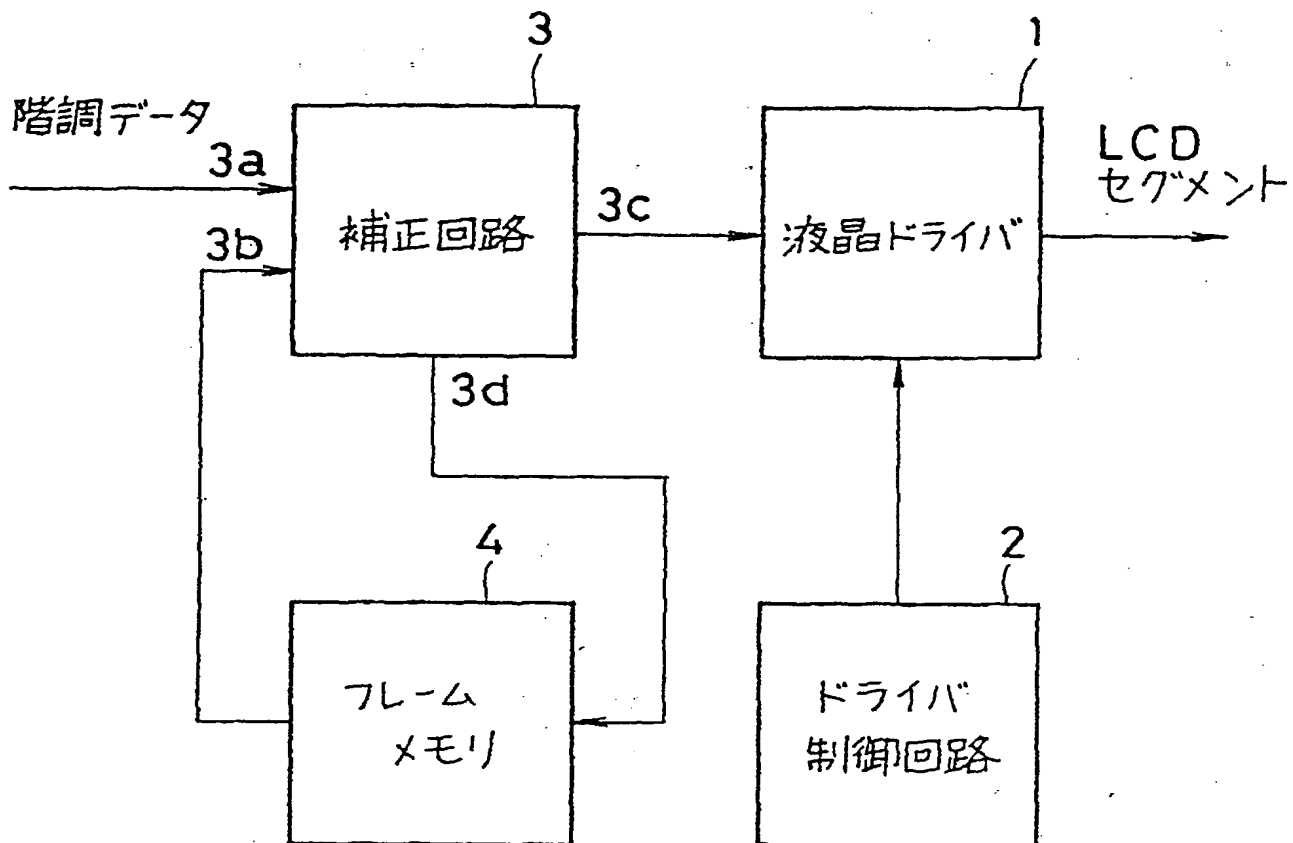 3
1
階調データ
3a
LCD
セグメント
補正回路
3c
液晶ドライバ
3b
3d
4
2
フレーム
メモリ
ドライバ
制御回路